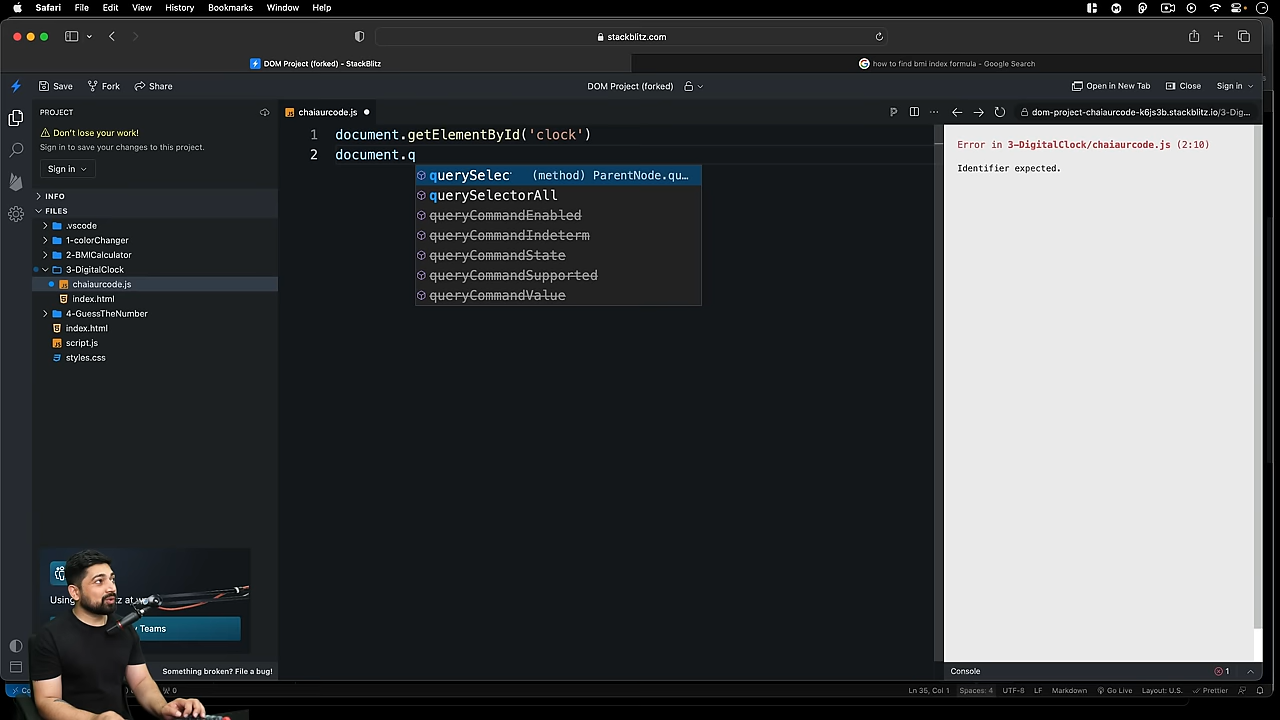 Safari File Edit View History Bookmarks Window Help
stackblitz.com
DOM Project (forked) - StackBlitz
how to find bmi index formula - Google Search
Save Fork Share
DOM Project (forked)
Open in New Tab Close Sign in
PROJECT
Don't lose your work!
Sign in to save your changes to this project.
Sign in
INFO
FILES
.vscode
1-colorChanger
2-BMICalculator
3-DigitalClock
chaiaurcode.js
index.html
4-GuessTheNumber
index.html
script.js
styles.css
chaiaurcode.js
1 document.getElementById('clock')
2 document.q
querySelec (method) ParentNode.qu…
querySelectorAll
queryCommandEnabled
queryCommandIndeterm
queryCommandState
queryCommandSupported
queryCommandValue
dom-project-chaiaurcode-k6js3b.stackblitz.io/3-Dig…
Error in 3-DigitalClock/chaiaurcode.js (2:10)
Identifier expected.
Teams
Something broken? File a bug!
Console
1
Ln 35, Col 1 Spaces: 4 UTF-8 LF Markdown Go Live Layout: U.S. Prettier